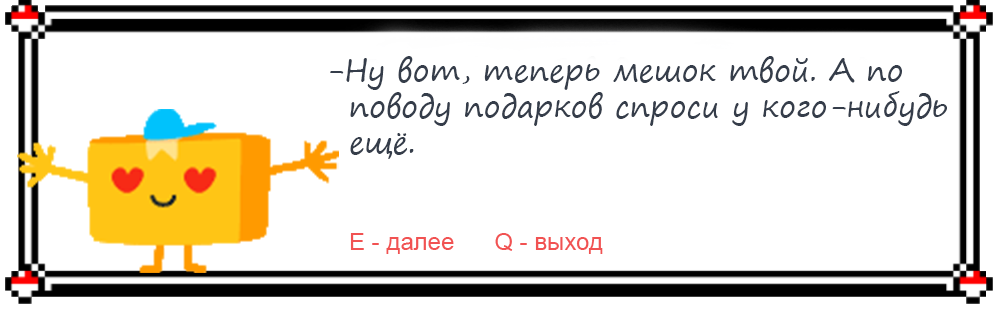 -Ну вот, теперь мешок твой. А по
поводу подарков спроси у кого-нибудь
ещё.
E - далее Q - выход